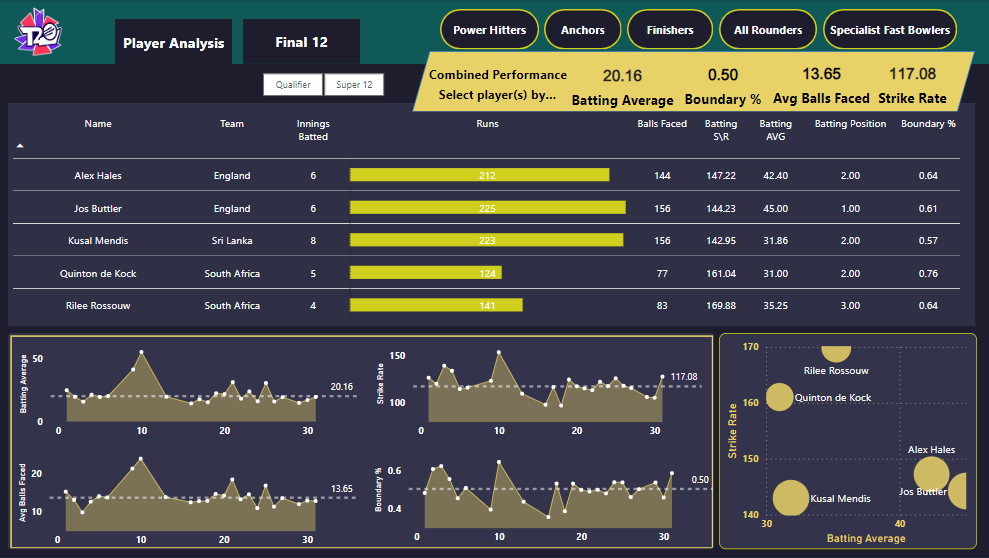 T20
Player Analysis
Final 12
Power Hitters
Anchors
Finishers
All Rounders
Specialist Fast Bowlers
Qualifier
Super 12
Combined Performance
Select player(s) by...
20.16
Batting Average
0.50
Boundary %
13.65
Avg Balls Faced
117.08
Strike Rate
Name Team Innings Batted Runs Balls Faced Batting S\R Batting AVG Batting Position Boundary %
Alex Hales England 6 212 144 147.22 42.40 2.00 0.64
Jos Buttler England 6 225 156 144.23 45.00 1.00 0.61
Kusal Mendis Sri Lanka 8 223 156 142.95 31.86 2.00 0.57
Quinton de Kock South Africa 5 124 77 161.04 31.00 2.00 0.76
Rilee Rossouw South Africa 4 141 83 169.88 35.25 3.00 0.64
Batting Average
50
0
20.16
0 10 20 30
Strike Rate
150
100
117.08
0 10 20 30
Avg Balls Faced
20
10
13.65
0 10 20 30
Boundary %
0.6
0.4
0.50
0 10 20 30
Strike Rate
170
160
150
140
Rilee Rossouw
Quinton de Kock
Alex Hales
Jos Buttler
Kusal Mendis
30 40
Batting Average